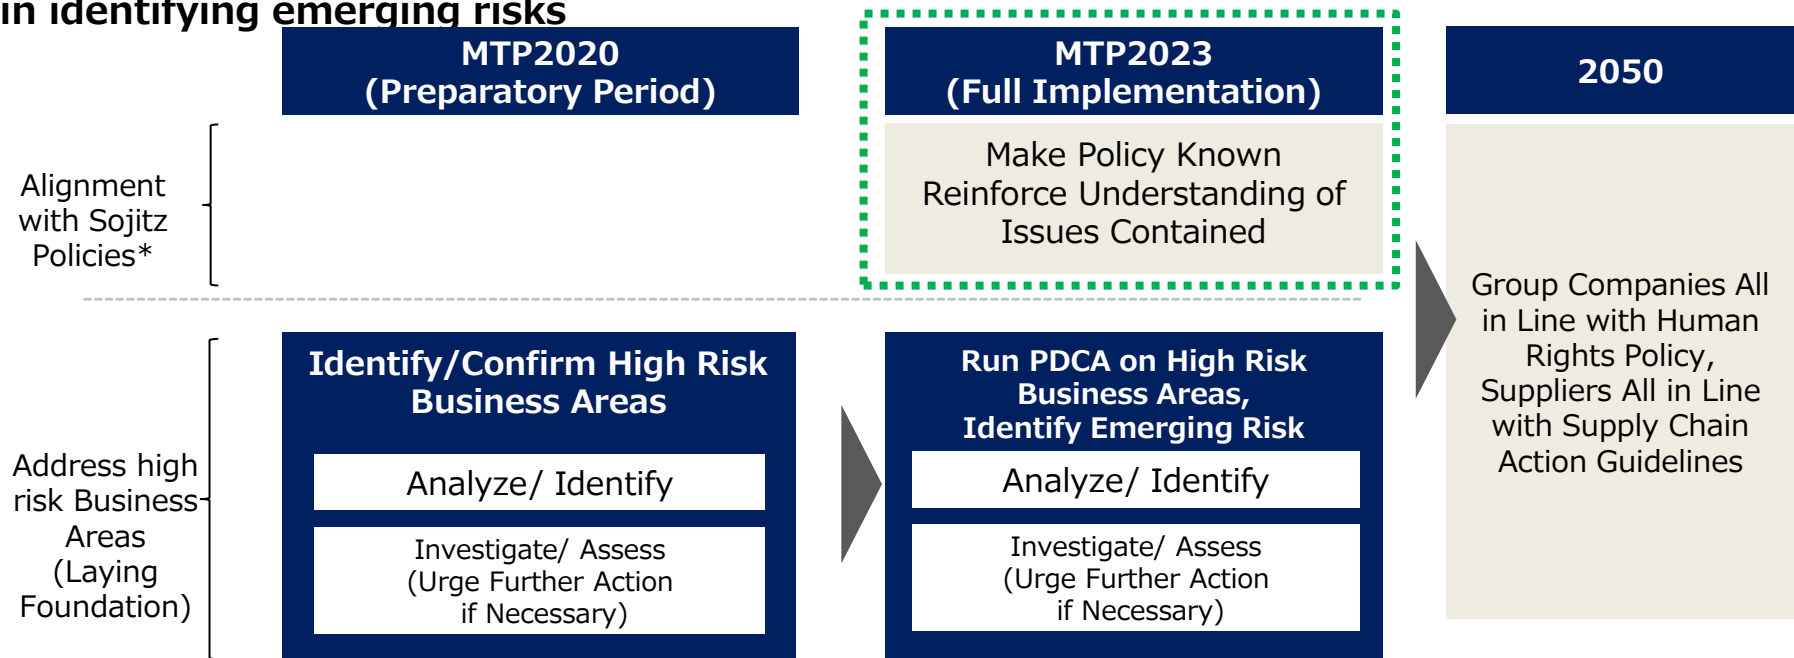 in identifying emerging risks
MTP2020
(Preparatory Period)
MTP2023
(Full Implementation)
2050
Alignment
with Sojitz
Policies*
Make Policy Known
Reinforce Understanding of
Issues Contained
Address high
risk Business
Areas
(Laying
Foundation)
Identify/Confirm High Risk
Business Areas
Analyze/ Identify
Investigate/ Assess
(Urge Further Action
if Necessary)
Run PDCA on High Risk
Business Areas,
Identify Emerging Risk
Analyze/ Identify
Investigate/ Assess
(Urge Further Action
if Necessary)
Group Companies All
in Line with Human
Rights Policy,
Suppliers All in Line
with Supply Chain
Action Guidelines